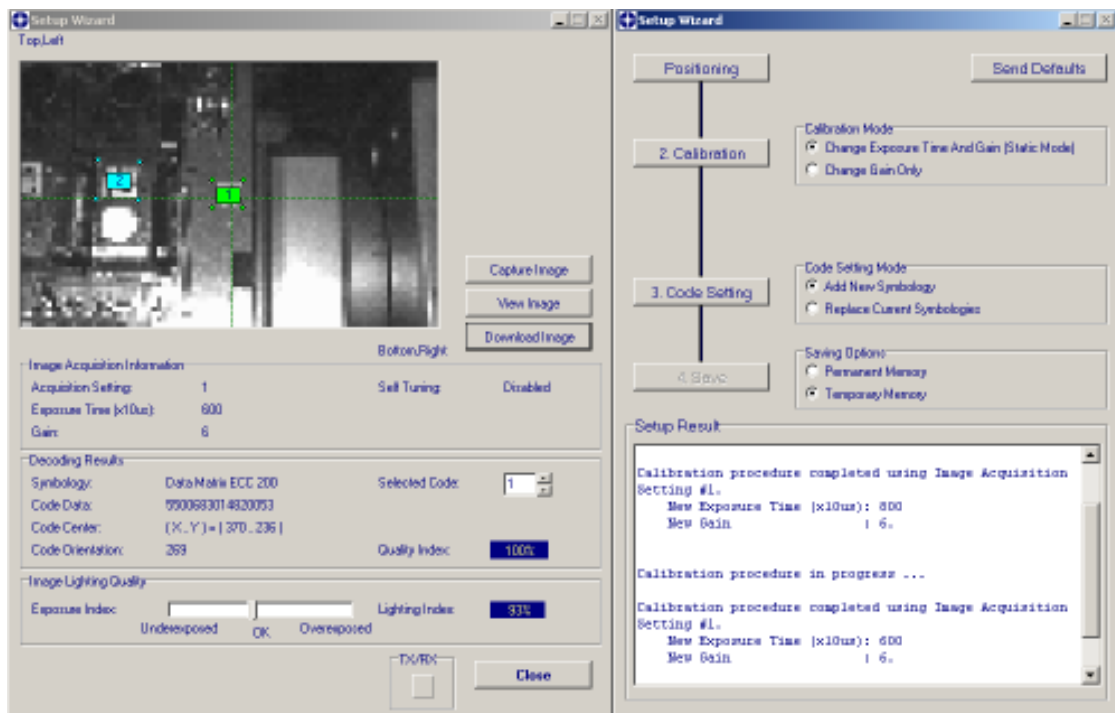 Setup Wizard
Top,Left
2
1
Capture Image
View Image
Download Image
Bottom,Right
Image Acquisition Information
Acquisition Setting: 1 Self Tuning: Disabled
Exposure Time (x10us): 600
Gain: 6
Decoding Results
Symbology: Data Matrix ECC 200 Selected Code: 1
Code Data: 5500683014820053
Code Center: (X..Y)=(370..236)
Code Orientation: 269 Quality Index: 100%
Image Lighting Quality
Exposure Index: Lighting Index: 93%
Underexposed OK Overexposed
TX/RX
Close
Setup Wizard
Positioning
Send Defaults
2. Calibration
Calibration Mode
Change Exposure Time And Gain (Static Mode)
Change Gain Only
3. Code Setting
Code Setting Mode
Add New Symbology
Replace Current Symbologies
4. Save
Saving Options
Permanent Memory
Temporary Memory
Setup Result
Calibration procedure completed using Image Acquisition
Setting #1.
New Exposure Time (x10us): 800
New Gain : 6.
Calibration procedure in progress ...
Calibration procedure completed using Image Acquisition
Setting #1.
New Exposure Time (x10us): 600
New Gain : 6.